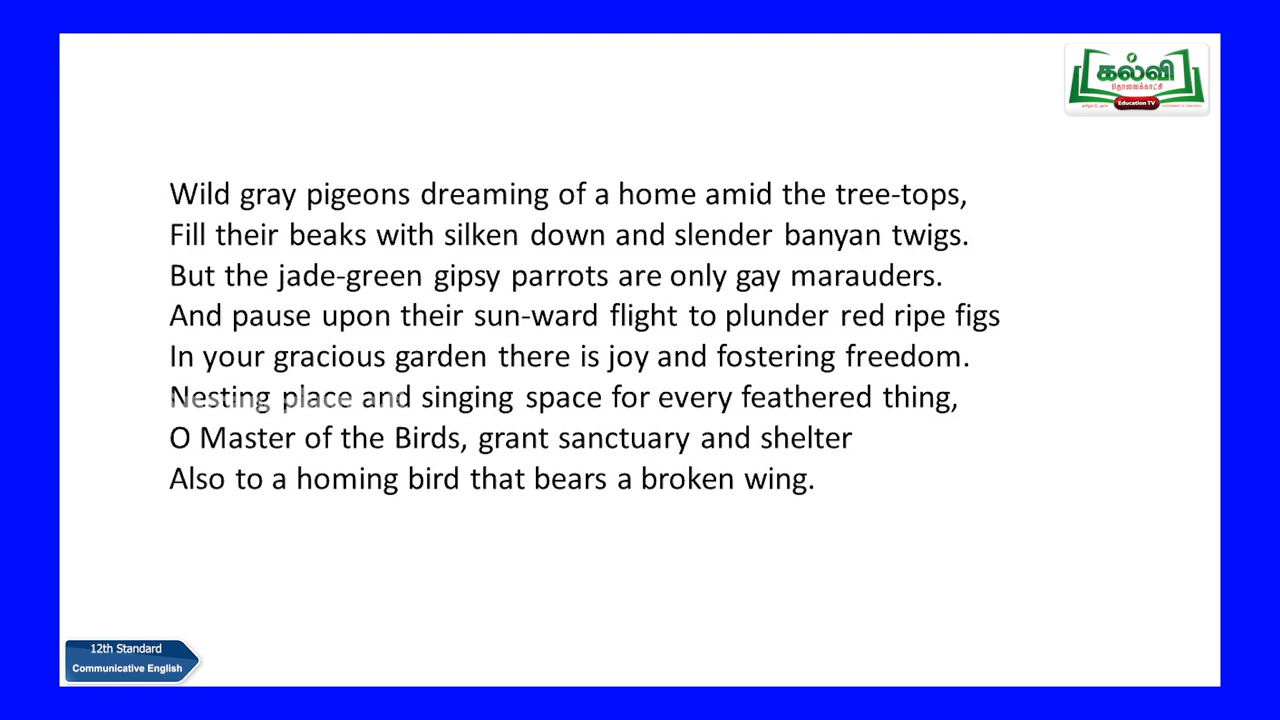 கல்வி
தொலைக்காட்சி
Education TV
Wild gray pigeons dreaming of a home amid the tree-tops,
Fill their beaks with silken down and slender banyan twigs.
But the jade-green gipsy parrots are only gay marauders.
And pause upon their sun-ward flight to plunder red ripe figs
In your gracious garden there is joy and fostering freedom.
Nesting place and singing space for every feathered thing,
O Master of the Birds, grant sanctuary and shelter
Also to a homing bird that bears a broken wing.
12th Standard
Communicative English